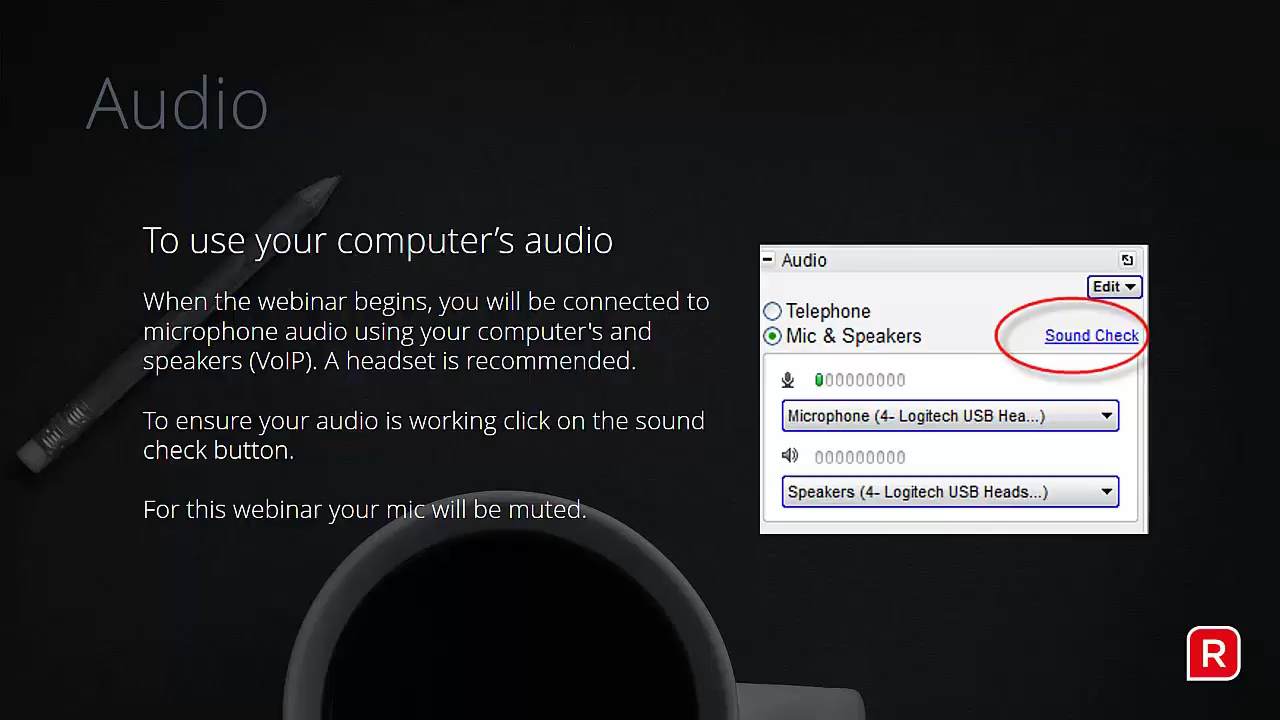 Audio
To use your computer's audio
When the webinar begins, you will be connected to
microphone audio using your computer's and
speakers (VoIP). A headset is recommended.
To ensure your audio is working click on the sound
check button.
For this webinar your mic will be muted.
Audio
Edit
Telephone
Mic & Speakers Sound Check
000000000
Microphone (4- Logitech USB Hea...)
000000000
Speakers (4- Logitech USB Heads...)
R